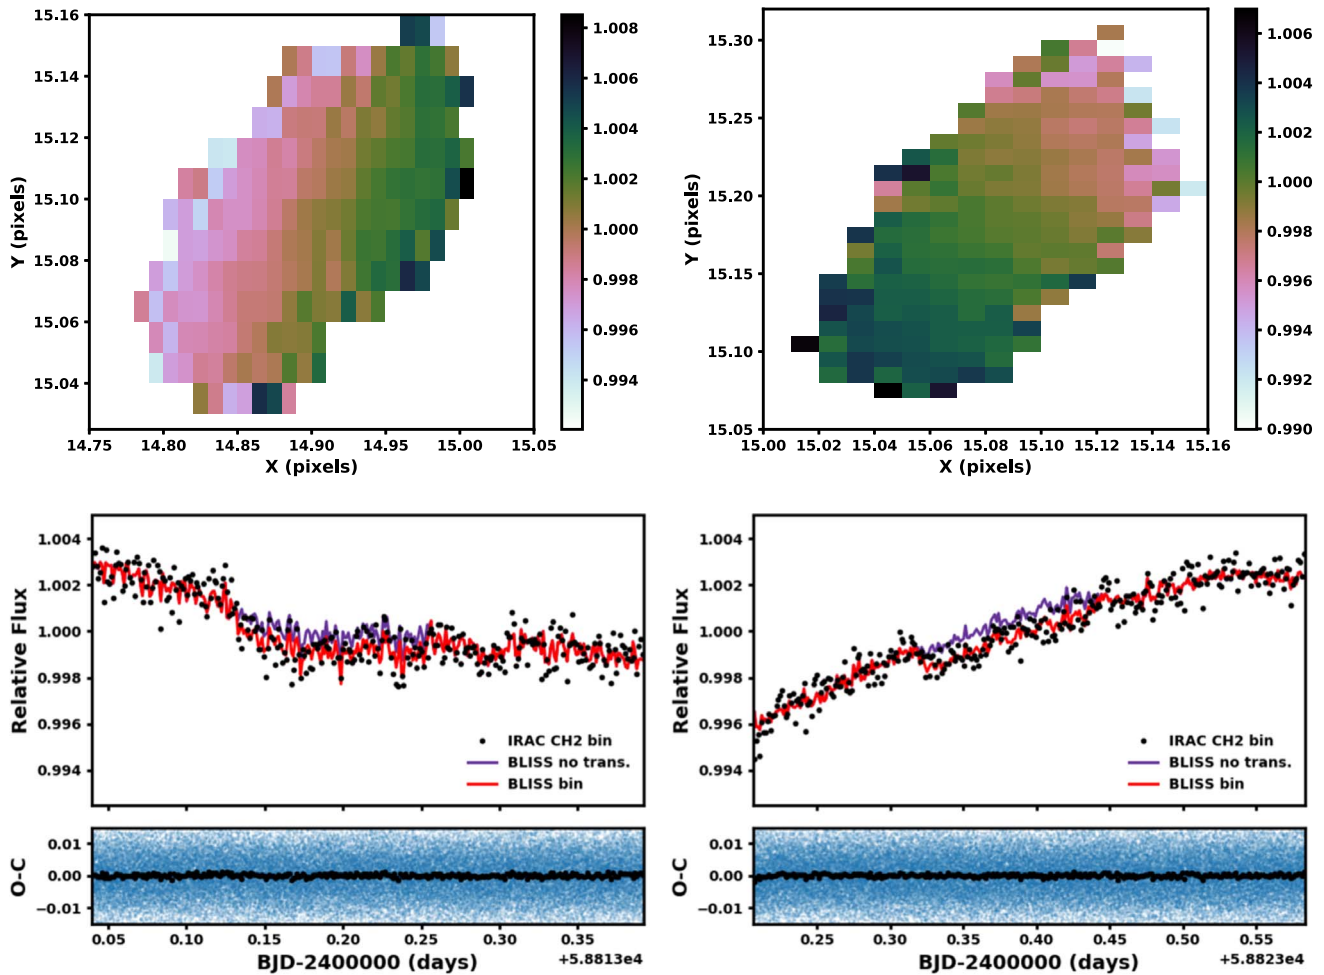 15.16
15.14
15.12
15.10
15.08
15.06
15.04
Y (pixels)
14.75 14.80 14.85 14.90 14.95 15.00 15.05
X (pixels)
1.008
1.006
1.004
1.002
1.000
0.998
0.996
0.994
15.30
15.25
15.20
15.15
15.10
15.05
Y (pixels)
15.00 15.02 15.04 15.06 15.08 15.10 15.12 15.14 15.16
X (pixels)
1.006
1.004
1.002
1.000
0.998
0.996
0.994
0.992
0.990
1.004
1.002
1.000
0.998
0.996
0.994
Relative Flux
IRAC CH2 bin
BLISS no trans.
BLISS bin
0.01
0.00
−0.01
O-C
0.05 0.10 0.15 0.20 0.25 0.30 0.35
BJD-2400000 (days)
+5.8813e4
1.004
1.002
1.000
0.998
0.996
0.994
Relative Flux
IRAC CH2 bin
BLISS no trans.
BLISS bin
0.01
0.00
−0.01
O-C
0.25 0.30 0.35 0.40 0.45 0.50 0.55
BJD-2400000 (days)
+5.8823e4